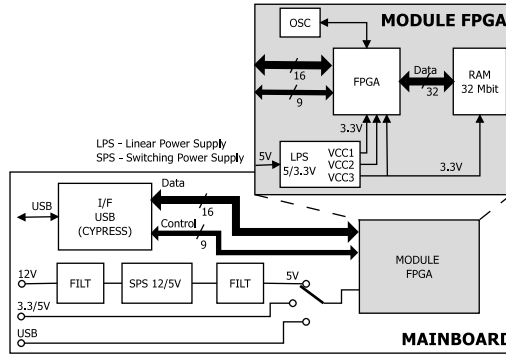 OSC
MODULE FPGA
16
9
FPGA
Data
32
RAM
32 Mbit
3.3V
LPS - Linear Power Supply
SPS - Switching Power Supply
5V
LPS
5/3.3V
VCC1
VCC2
VCC3
3.3V
USB
I/F
USB
(CYPRESS)
Data
16
Control
9
MODULE
FPGA
12V
FILT
SPS 12/5V
FILT
5V
3.3/5V
USB
MAINBOARD